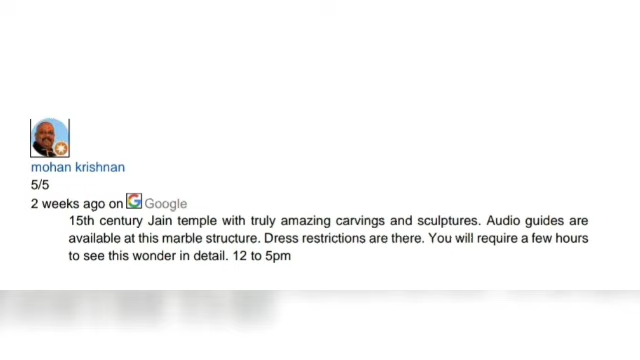 mohan krishnan
5/5
2 weeks ago on Google
15th century Jain temple with truly amazing carvings and sculptures. Audio guides are
available at this marble structure. Dress restrictions are there. You will require a few hours
to see this wonder in detail. 12 to 5pm